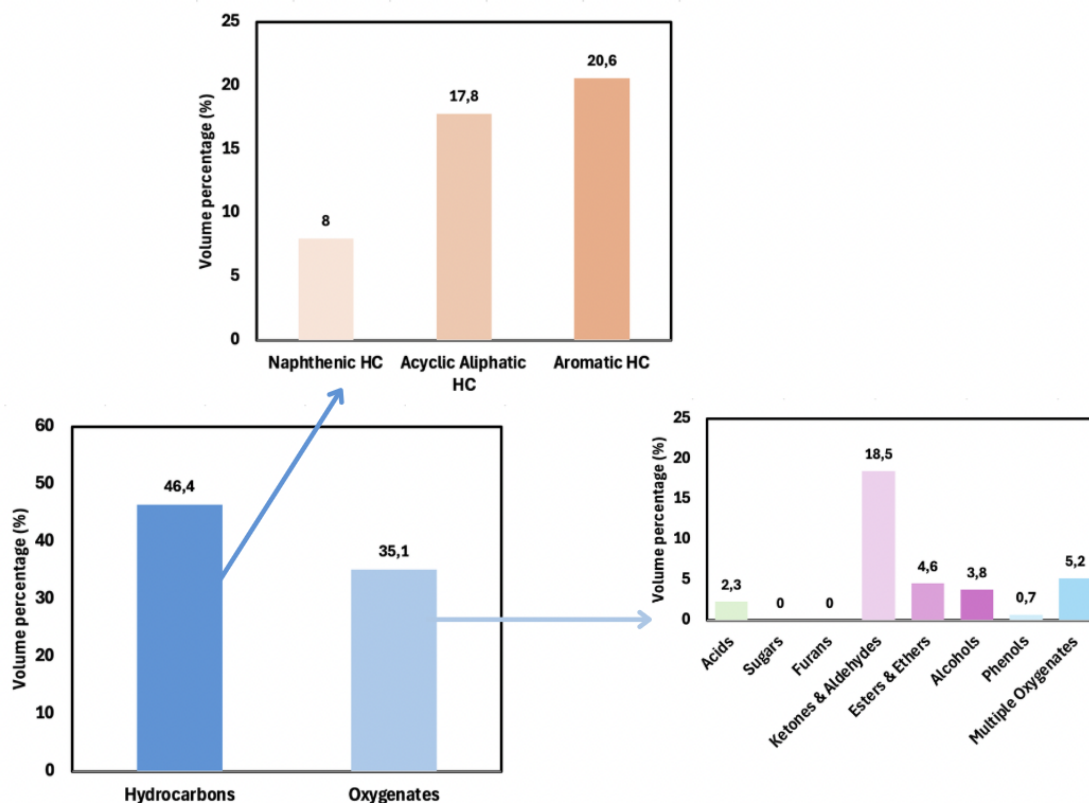 Volume percentage (%)
25
20
15
10
5
0
8
17,8
20,6
Naphthenic HC
Acyclic Aliphatic
HC
Aromatic HC
Volume percentage (%)
60
50
40
30
20
10
0
46,4
35,1
Hydrocarbons
Oxygenates
Volume percentage (%)
25
20
15
10
5
0
2,3
0
0
18,5
4,6
3,8
0,7
5,2
Acids
Sugars
Furans
Ketones & Aldehydes
Esters & Ethers
Alcohols
Phenols
Multiple Oxygenates